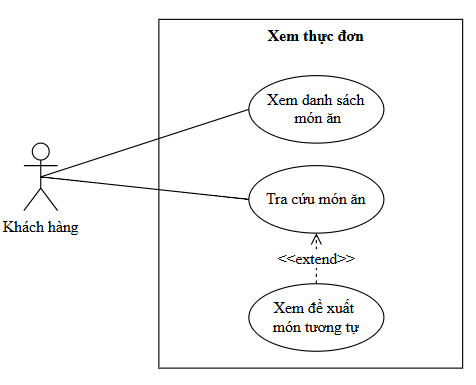 Xem thực đơn
Xem danh sách
món ăn
Tra cứu món ăn
Khách hàng
<<extend>>
Xem đề xuất
món tương tự